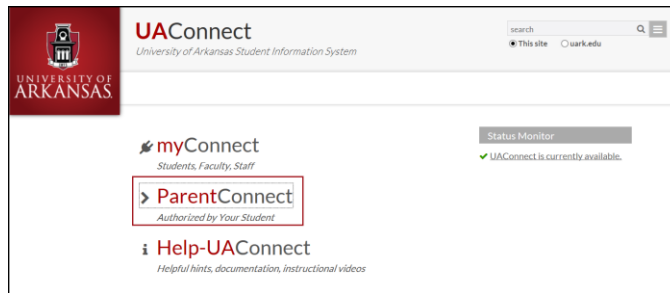 UNIVERSITY OF
ARKANSAS
UAConnect
University of Arkansas Student Information System
search
This site uark.edu
myConnect
Students, Faculty, Staff
ParentConnect
Authorized by Your Student
Help-UAConnect
Helpful hints, documentation, instructional videos
Status Monitor
UAConnect is currently available.